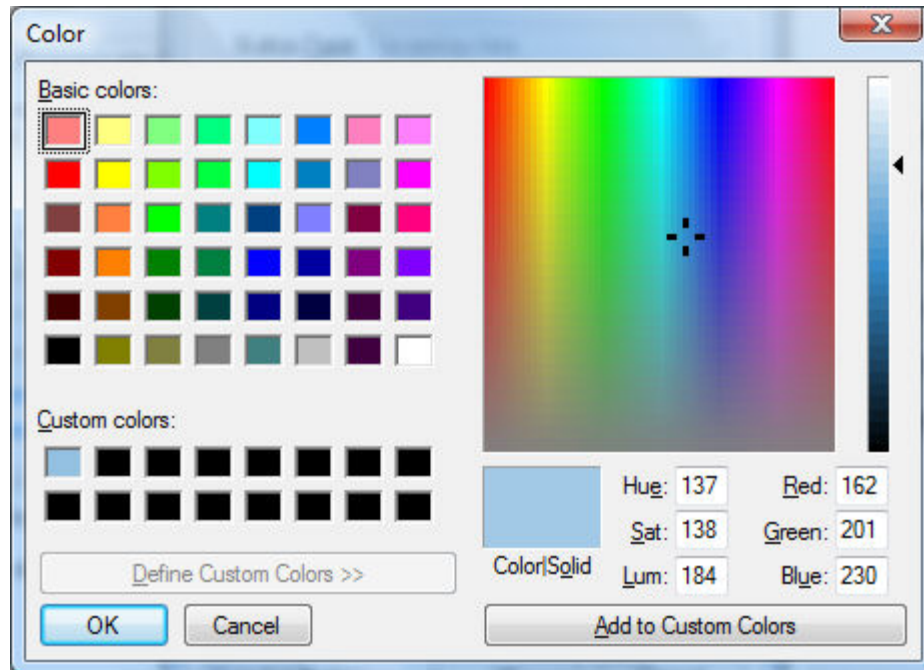 Color
Basic colors:
Custom colors:
Define Custom Colors >>
OK Cancel
Color|Solid
Hue: 137 Red: 162
Sat: 138 Green: 201
Lum: 184 Blue: 230
Add to Custom Colors